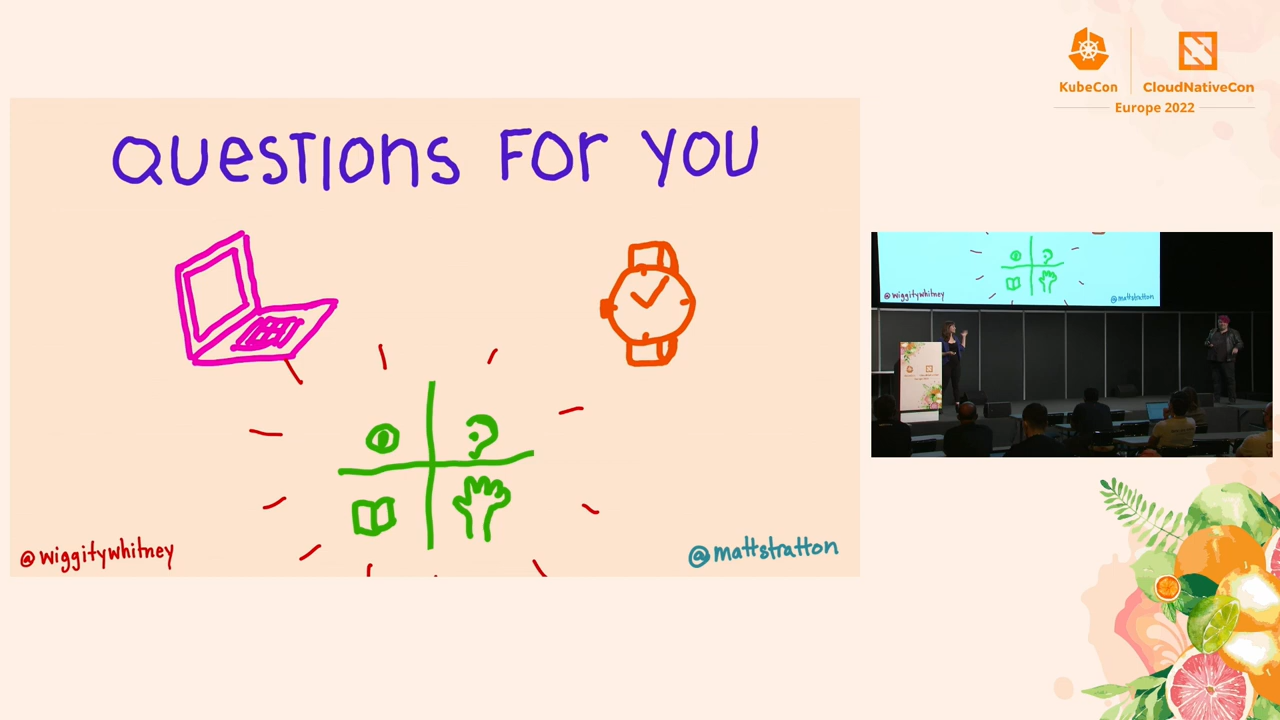 QUESTIONS FOR YOU
@wiggitywhitney
@mattstratton
KubeCon
CloudNativeCon
Europe 2022
@wiggitywhitney
@mattstratton